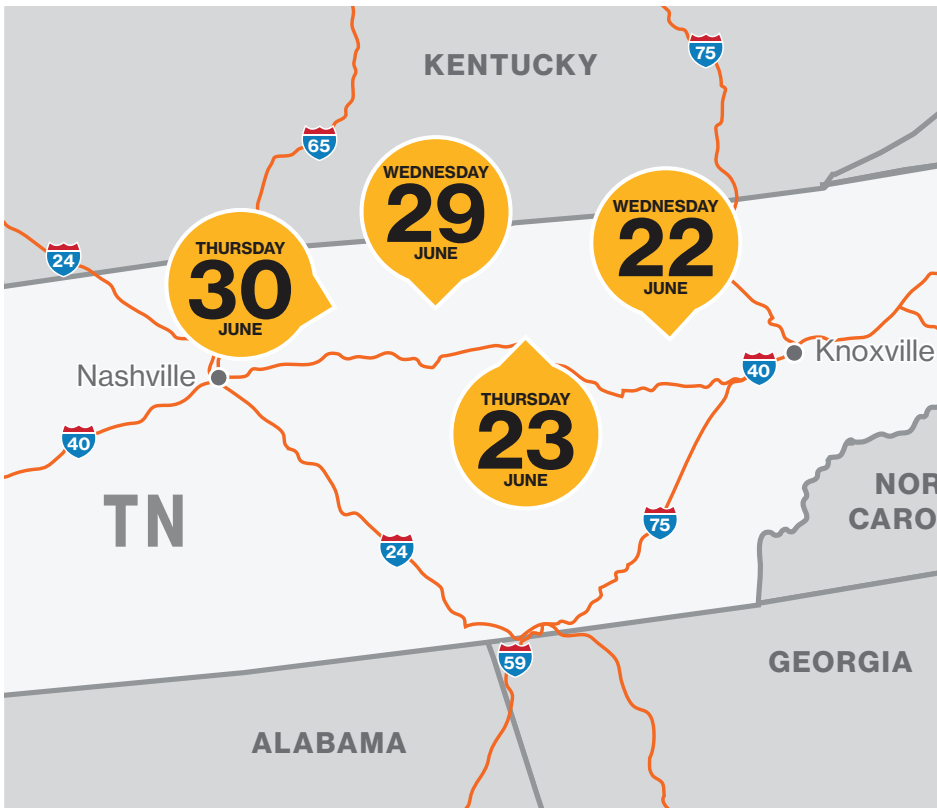 KENTUCKY
75
65
WEDNESDAY
29
JUNE
WEDNESDAY
22
JUNE
THURSDAY
30
JUNE
24
Nashville
Knoxville
40
THURSDAY
23
JUNE
40
TN
NOR
CARO
75
24
59
GEORGIA
ALABAMA